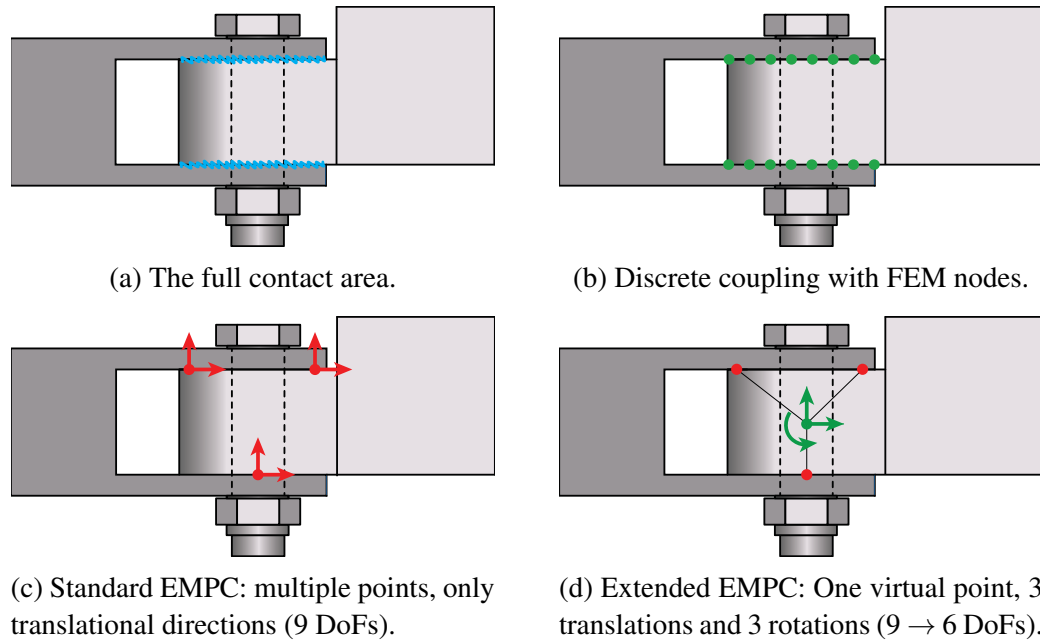 (a) The full contact area.
(b) Discrete coupling with FEM nodes.
(c) Standard EMPC: multiple points, only
translational directions (9 DoFs).
(d) Extended EMPC: One virtual point, 3
translations and 3 rotations (9 → 6 DoFs).